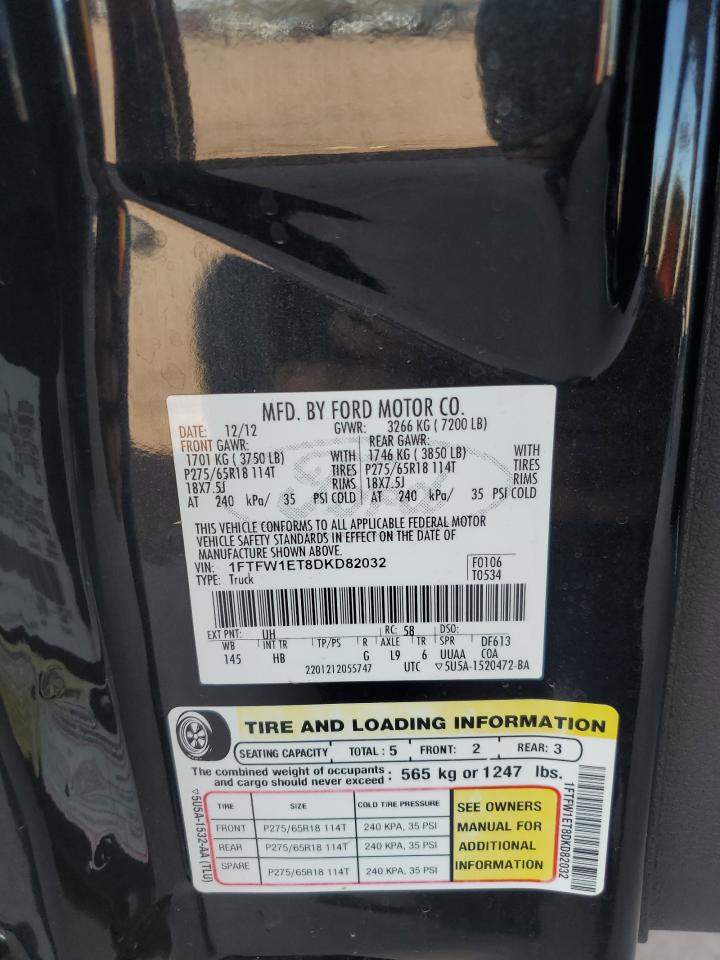 MFD. BY FORD MOTOR CO.
DATE: 12/12 GVWR: 3266 KG ( 7200 LB)
FRONT GAWR: REAR GAWR:
1701 KG ( 3750 LB) WITH 1746 KG ( 3850 LB) WITH
P275/65R18 114T TIRES P275/65R18 114T TIRES
18X7.5J RIMS 18X7.5J RIMS
AT 240 kPa/ 35 PSI COLD AT 240 kPa/ 35 PSI COLD
Ford
THIS VEHICLE CONFORMS TO ALL APPLICABLE FEDERAL MOTOR
VEHICLE SAFETY STANDARDS IN EFFECT ON THE DATE OF
MANUFACTURE SHOWN ABOVE.
VIN: 1FTFW1ET8DKD82032 F0106
TYPE: Truck T0534
EXT PNT: UH RC: 58 DSO:
WB INT TR TP/PS R AXLE TR SPR DF613
145 HB G L9 6 UUAA COA
2201212055747 UTC ▽5U5A-1520472-BA
TIRE AND LOADING INFORMATION
SEATING CAPACITY TOTAL : 5 FRONT: 2 REAR: 3
The combined weight of occupants and cargo should never exceed : 565 kg or 1247 lbs.
TIRE SIZE COLD TIRE PRESSURE
FRONT P275/65R18 114T 240 KPA, 35 PSI
REAR P275/65R18 114T 240 KPA, 35 PSI
SPARE P275/65R18 114T 240 KPA, 35 PSI
SEE OWNERS
MANUAL FOR
ADDITIONAL
INFORMATION
▽5U5A-1532-AA (TLU)
1FTFW1ET8DKD82032